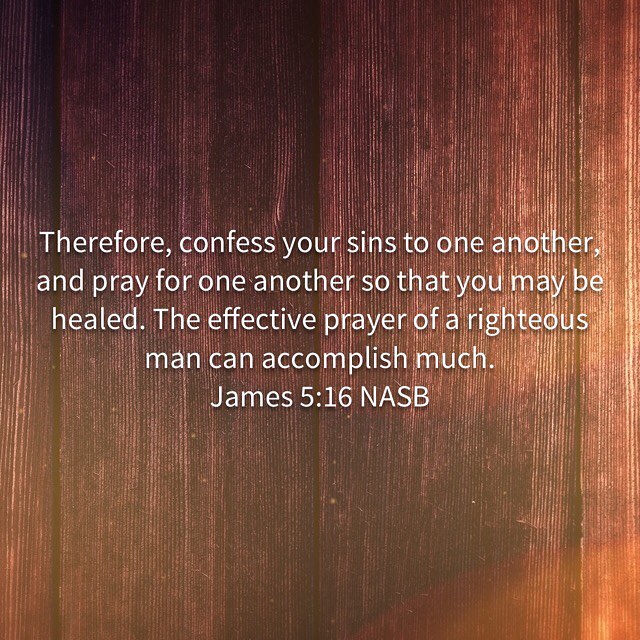 Therefore, confess your sins to one another,
and pray for one another so that you may be
healed. The effective prayer of a righteous
man can accomplish much.
James 5:16 NASB